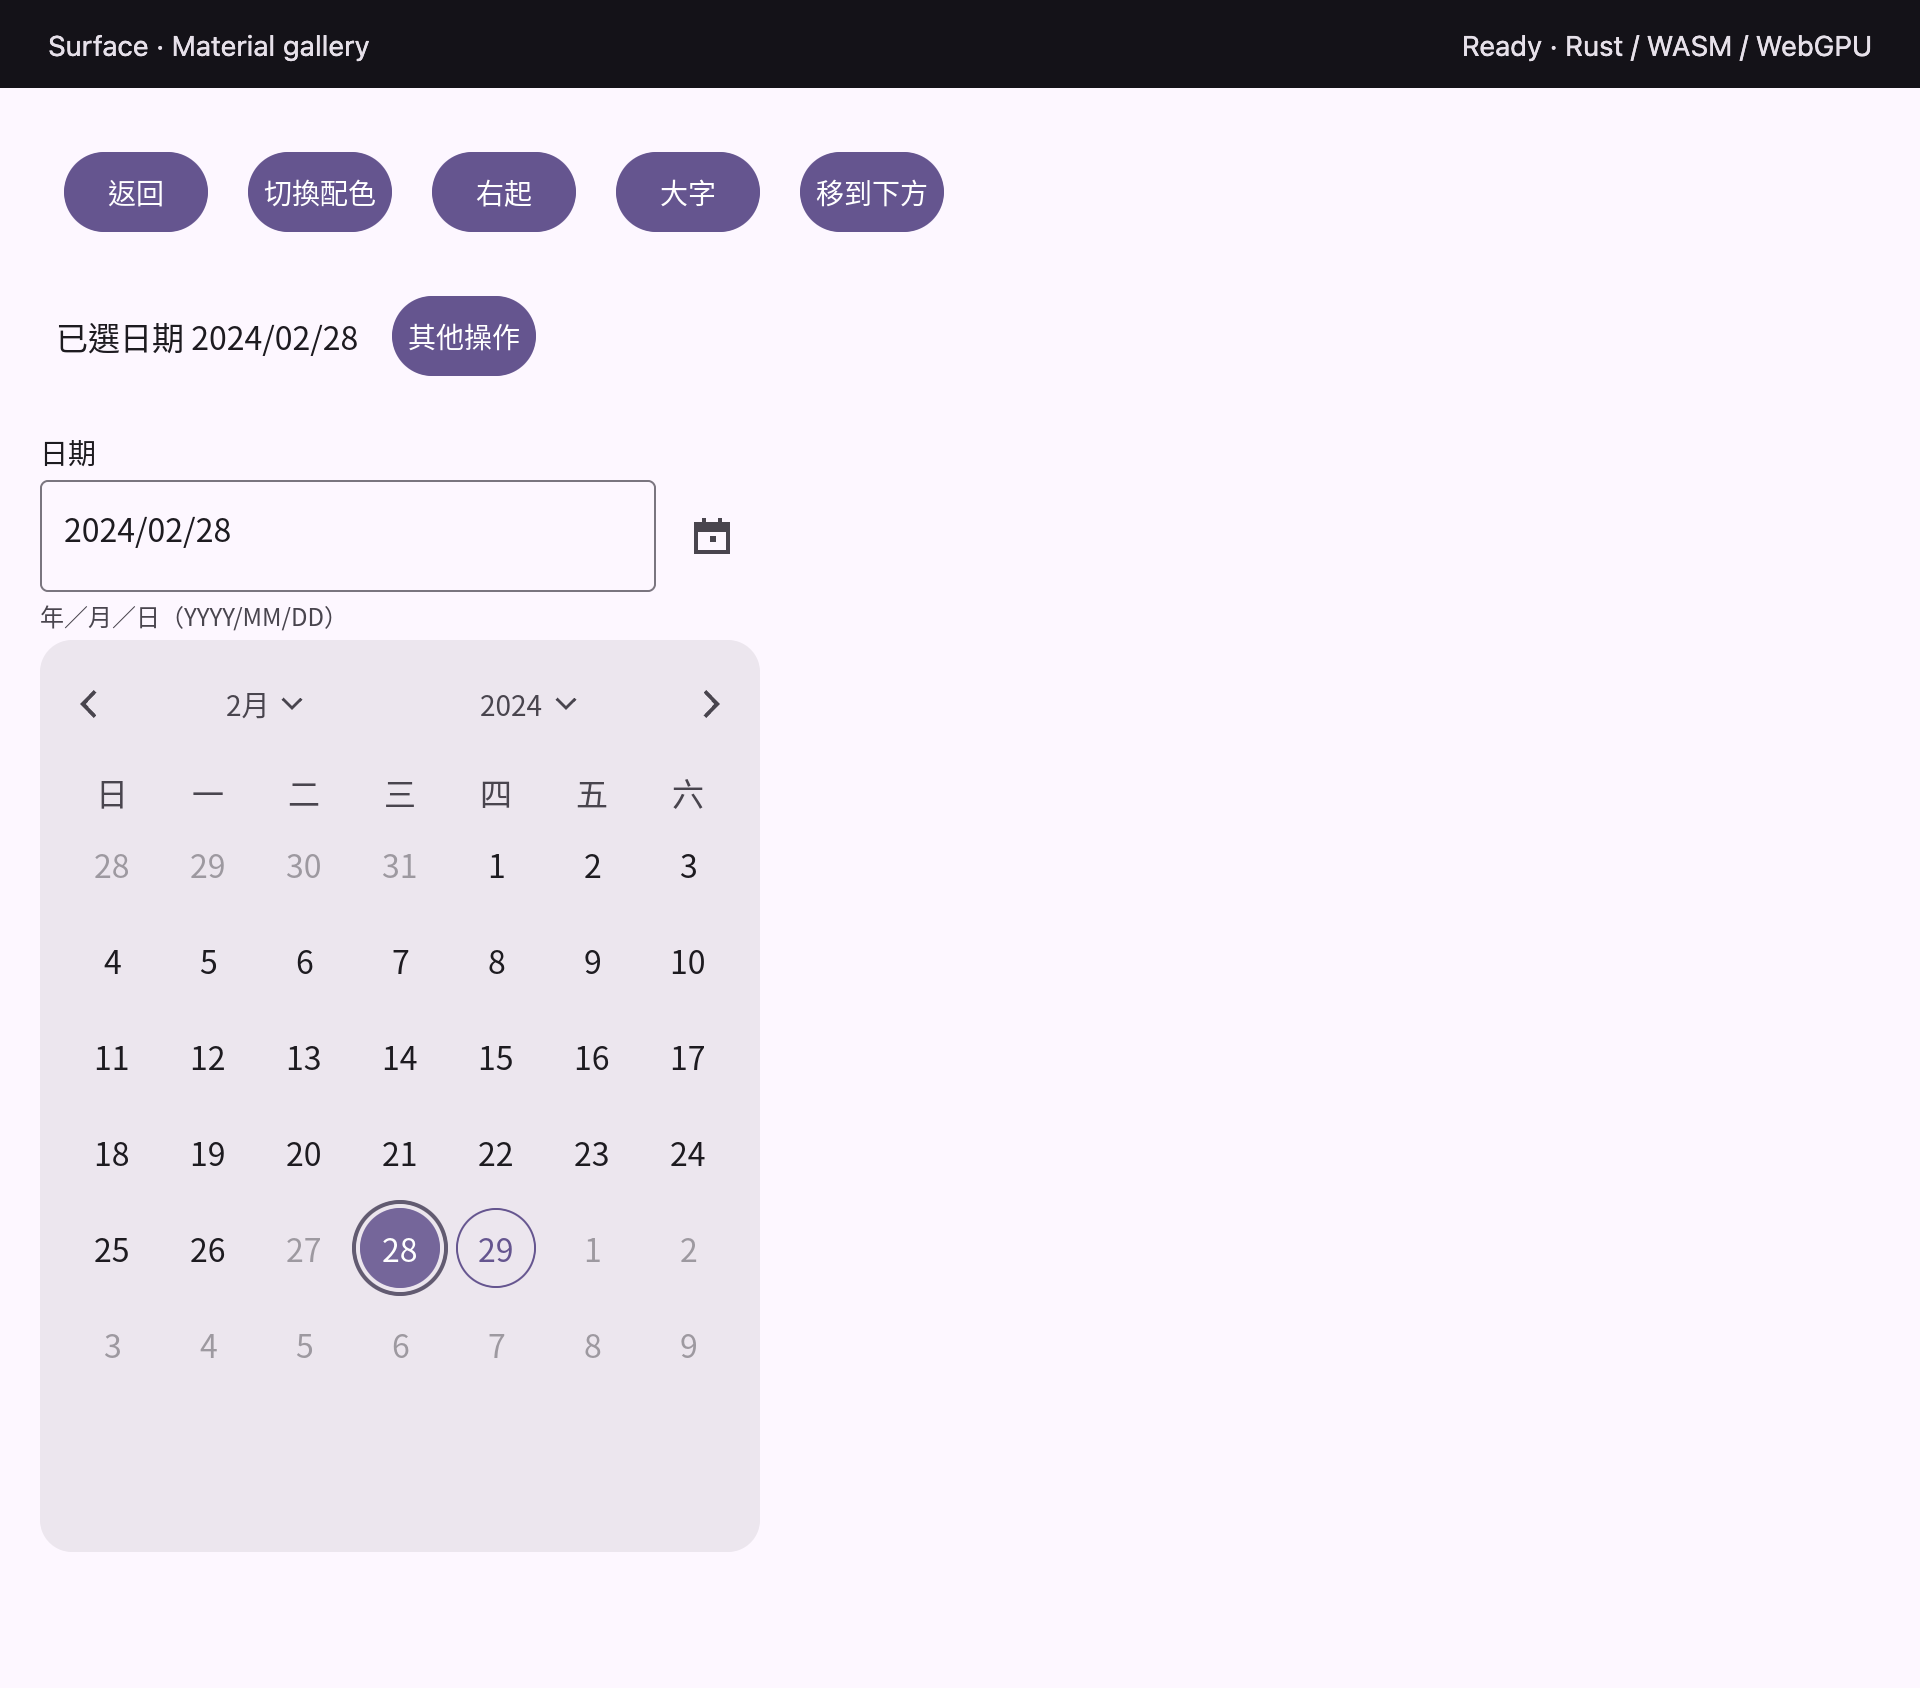 Surface · Material gallery
Ready · Rust / WASM / WebGPU
返回 切換配色 右起 大字 移到下方
已選日期 2024/02/28 其他操作
日期
2024/02/28
年／月／日（YYYY/MM/DD）
2月 2024
日 一 二 三 四 五 六
28 29 30 31 1 2 3
4 5 6 7 8 9 10
11 12 13 14 15 16 17
18 19 20 21 22 23 24
25 26 27 28 29 1 2
3 4 5 6 7 8 9